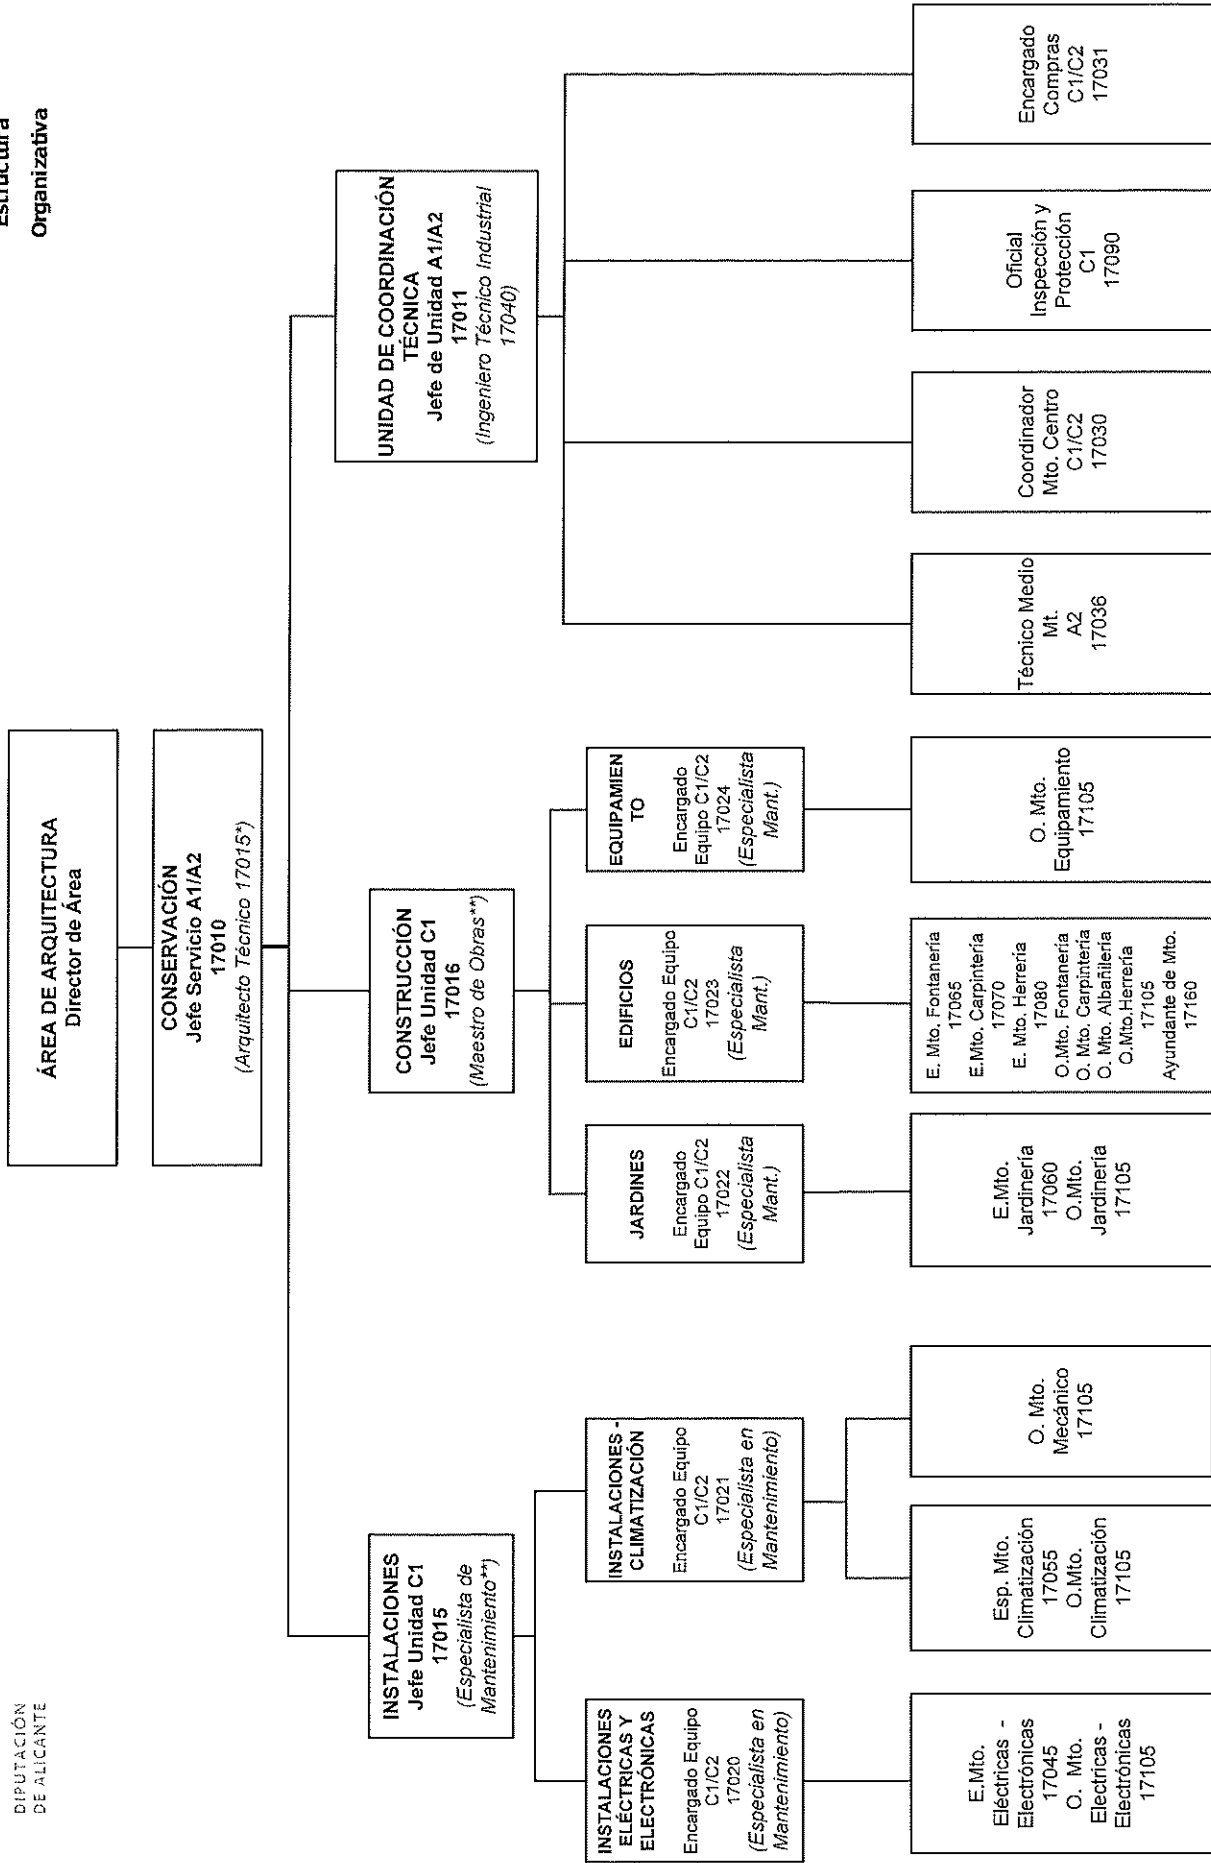 DIPUTACIÓN
DE ALICANTE
Estructura
Organizativa
ÁREA DE ARQUITECTURA
Director de Área
CONSERVACIÓN
Jefe Servicio A1/A2
17010
(Arquitecto Técnico 17015*)
INSTALACIONES
Jefe Unidad C1
17015
(Especialista de
Mantenimiento**)
CONSTRUCCIÓN
Jefe Unidad C1
17016
(Maestro de Obras**)
UNIDAD DE COORDINACIÓN
TÉCNICA
Jefe de Unidad A1/A2
17011
(Ingeniero Técnico Industrial
17040)
INSTALACIONES
ELÉCTRICAS Y
ELECTRÓNICAS
Encargado Equipo
C1/C2
17020
(Especialista en
Mantenimiento)
INSTALACIONES -
CLIMATIZACIÓN
Encargado Equipo
C1/C2
17021
(Especialista en
Mantenimiento)
JARDINES
Encargado
Equipo C1/C2
17022
(Especialista
Mant.)
EDIFICIOS
Encargado Equipo
C1/C2
17023
(Especialista
Mant.)
EQUIPAMIEN
TO
Encargado
Equipo C1/C2
17024
(Especialista
Mant.)
E.Mto.
Eléctricas -
Electrónicas
17045
O. Mto.
Electricas -
Electrónicas
17105
Esp. Mto.
Climatización
17055
O.Mto.
Climatización
17105
O. Mto.
Mecánico
17105
E.Mto.
Jardinería
17060
O.Mto.
Jardinería
17105
E. Mto. Fontanería
17065
E.Mto. Carpintería
17070
E. Mto. Herrería
17080
O.Mto. Fontanería
O. Mto. Carpintería
O. Mto. Albañilería
O.Mto.Herrería
17105
Ayundante de Mto.
17160
O. Mto.
Equipamiento
17105
Técnico Medio
Mt.
A2
17036
Coordinador
Mto. Centro
C1/C2
17030
Oficial
Inspección y
Protección
C1
17090
Encargado
Compras
C1/C2
17031